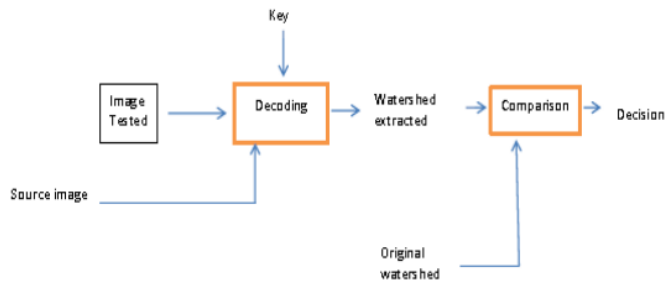 Key
Image
Tested
Decoding
Watershed
extracted
Comparison
Decision
Source image
Original
watershed